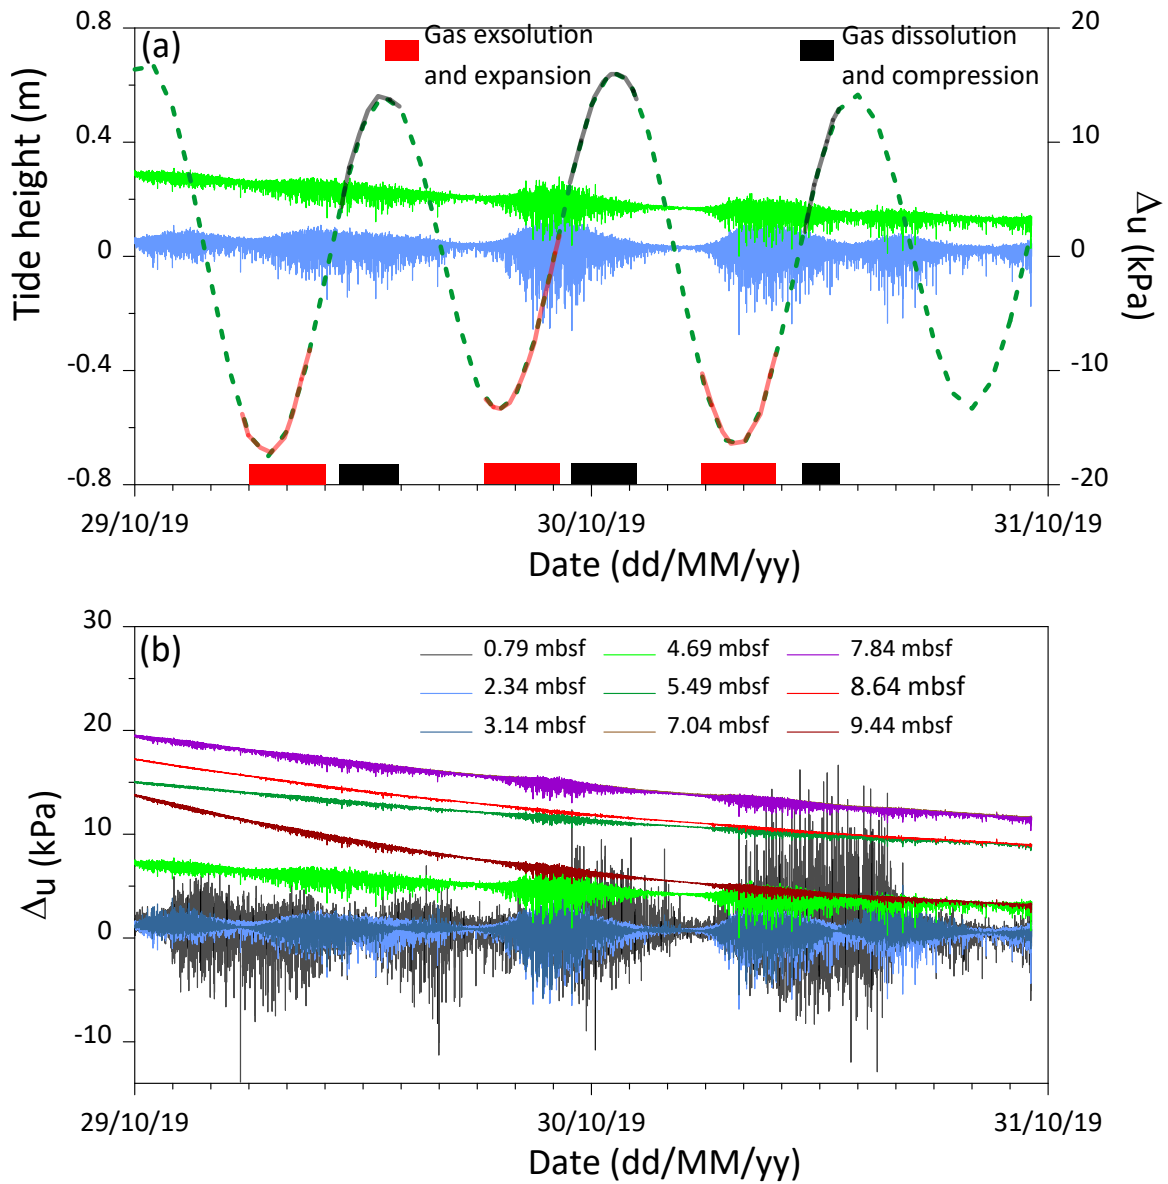 (a)
Gas exsolution
and expansion
Gas dissolution
and compression
0.8
0.4
0
-0.4
-0.8
Tide height (m)
20
10
0
-10
-20
Δu (kPa)
29/10/19
30/10/19
31/10/19
Date (dd/MM/yy)
(b)
0.79 mbsf
4.69 mbsf
7.84 mbsf
2.34 mbsf
5.49 mbsf
8.64 mbsf
3.14 mbsf
7.04 mbsf
9.44 mbsf
30
20
10
0
-10
Δu (kPa)
29/10/19
30/10/19
31/10/19
Date (dd/MM/yy)